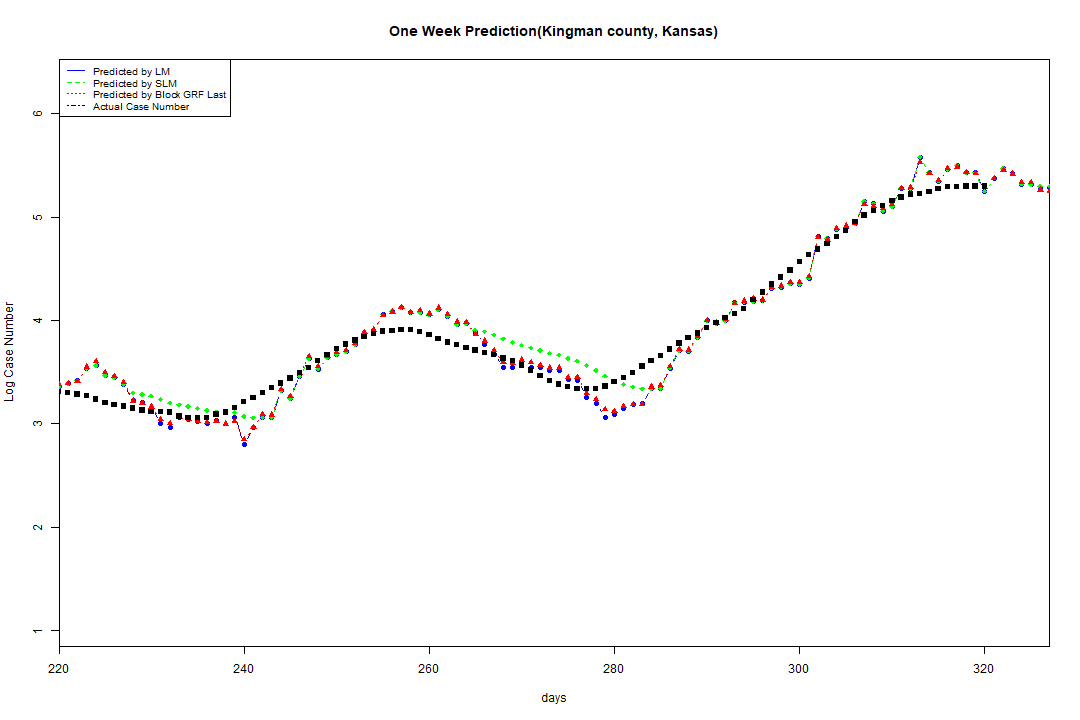 One Week Prediction(Kingman county, Kansas)
Predicted by LM
Predicted by SLM
Predicted by Block GRF Last
Actual Case Number
6
5
4
3
2
1
Log Case Number
220 240 260 280 300 320
days